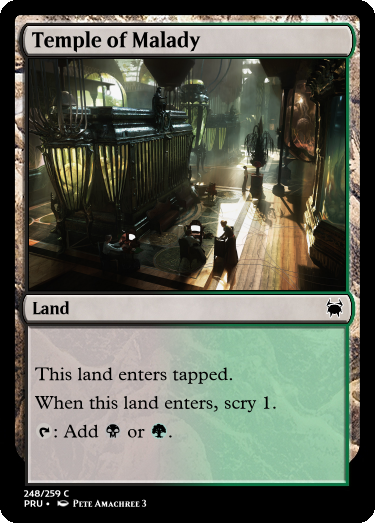 Temple of Malady
Land
This land enters tapped.
When this land enters, scry 1.
: Add or .
248/259 C
PRU • Pete Amachree 3